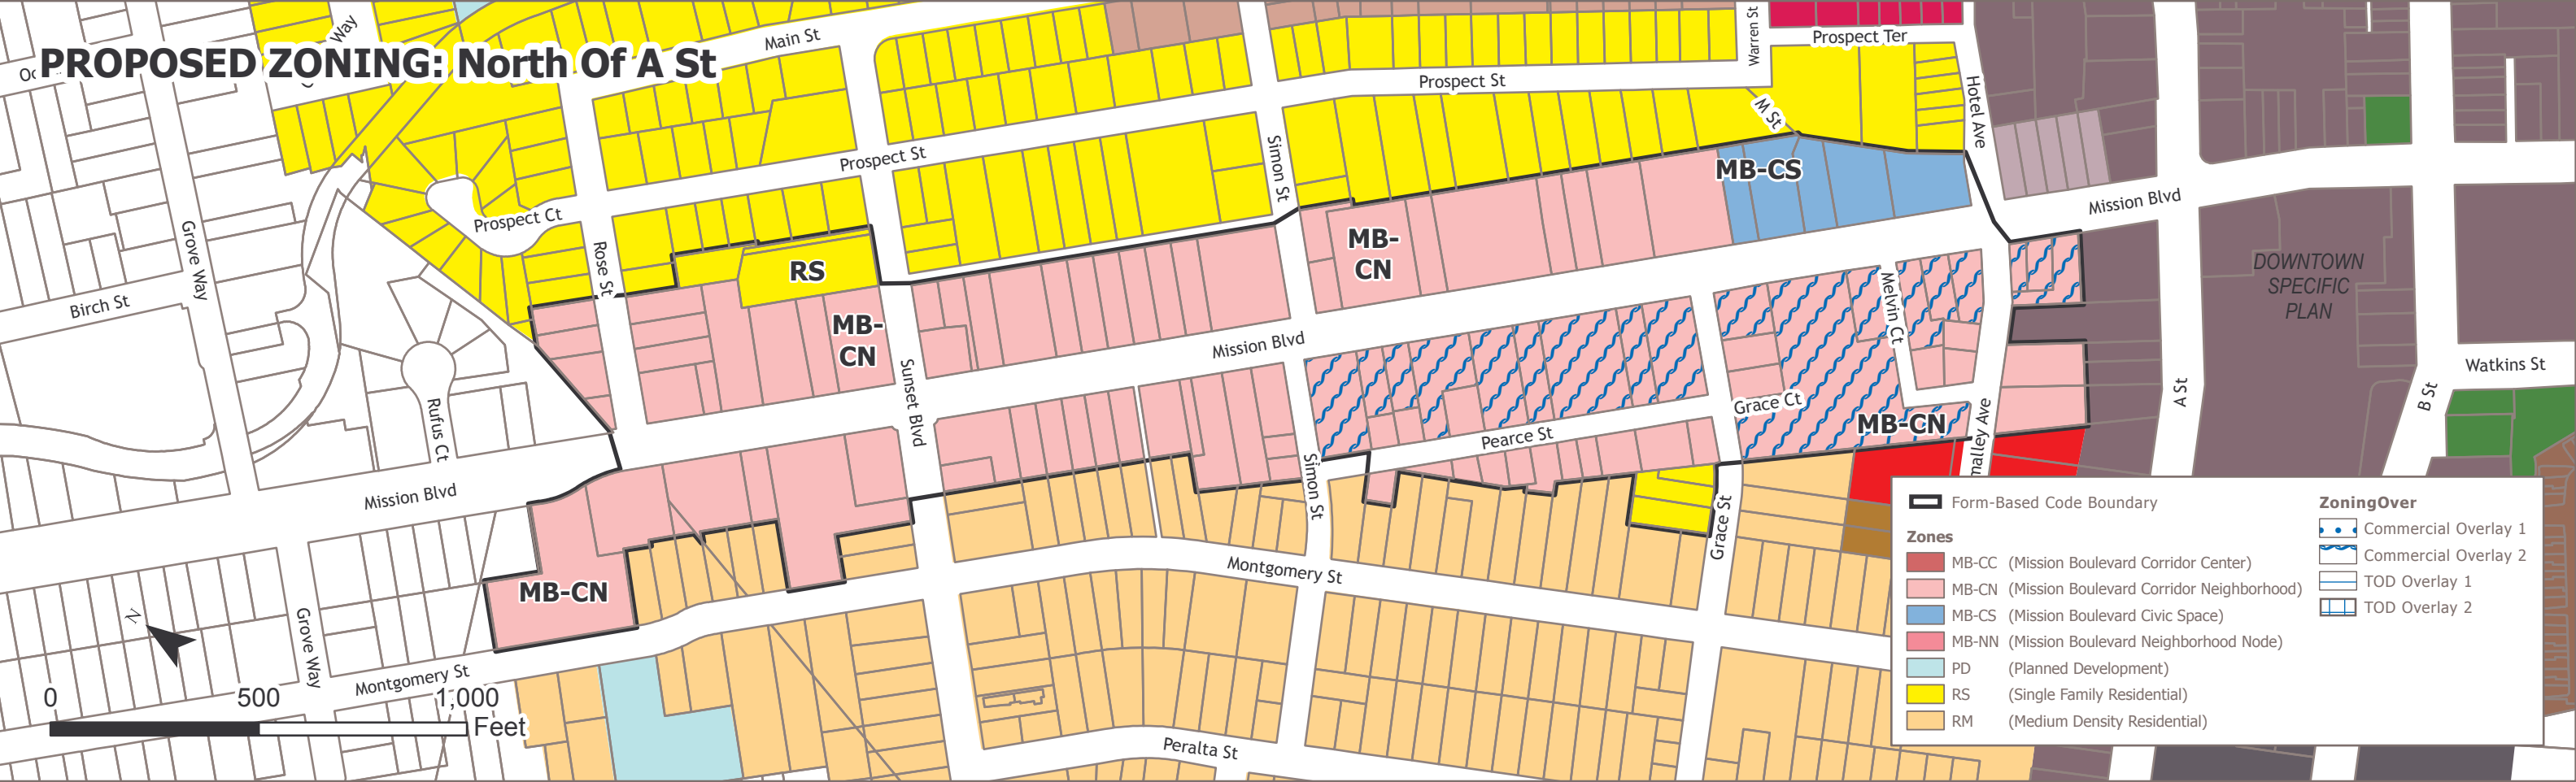 PROPOSED ZONING: North Of A St
Way
Main St
Warren St
Prospect Ter
Prospect St
Hotel Ave
M St
Prospect St
Simon St
MB-CS
Mission Blvd
Prospect Ct
Grove Way
Rose St
RS
MB-
CN
DOWNTOWN
SPECIFIC
PLAN
Birch St
MB-
CN
Melvin Ct
Mission Blvd
Sunset Blvd
Watkins St
A St
B St
Rufus Ct
Grace Ct
MB-CN
Pearce St
Mission Blvd
Simon St
Grace St
Montgomery St
MB-CN
Grove Way
Montgomery St
Peralta St
N
0 500 1,000
Feet
Form-Based Code Boundary
Zones
MB-CC (Mission Boulevard Corridor Center)
MB-CN (Mission Boulevard Corridor Neighborhood)
MB-CS (Mission Boulevard Civic Space)
MB-NN (Mission Boulevard Neighborhood Node)
PD (Planned Development)
RS (Single Family Residential)
RM (Medium Density Residential)
ZoningOver
Commercial Overlay 1
Commercial Overlay 2
TOD Overlay 1
TOD Overlay 2